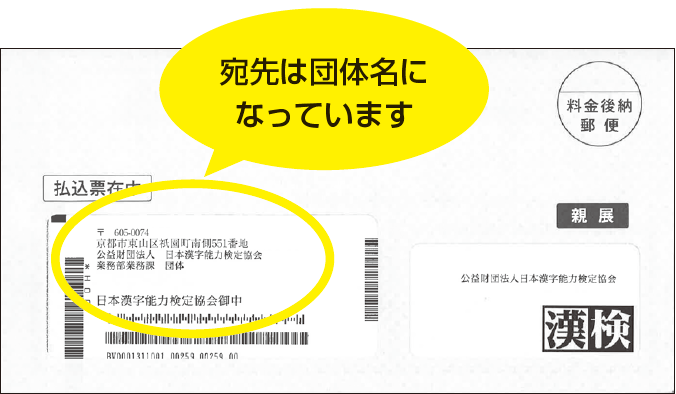 宛先は団体名に
なっています
料金後納
郵便
払込票在中
親展
〒 605-0074
京都市東山区祇園町南側551番地
公益財団法人 日本漢字能力検定協会
業務部業務課 団体
日本漢字能力検定協会御中
公益財団法人日本漢字能力検定協会
漢検